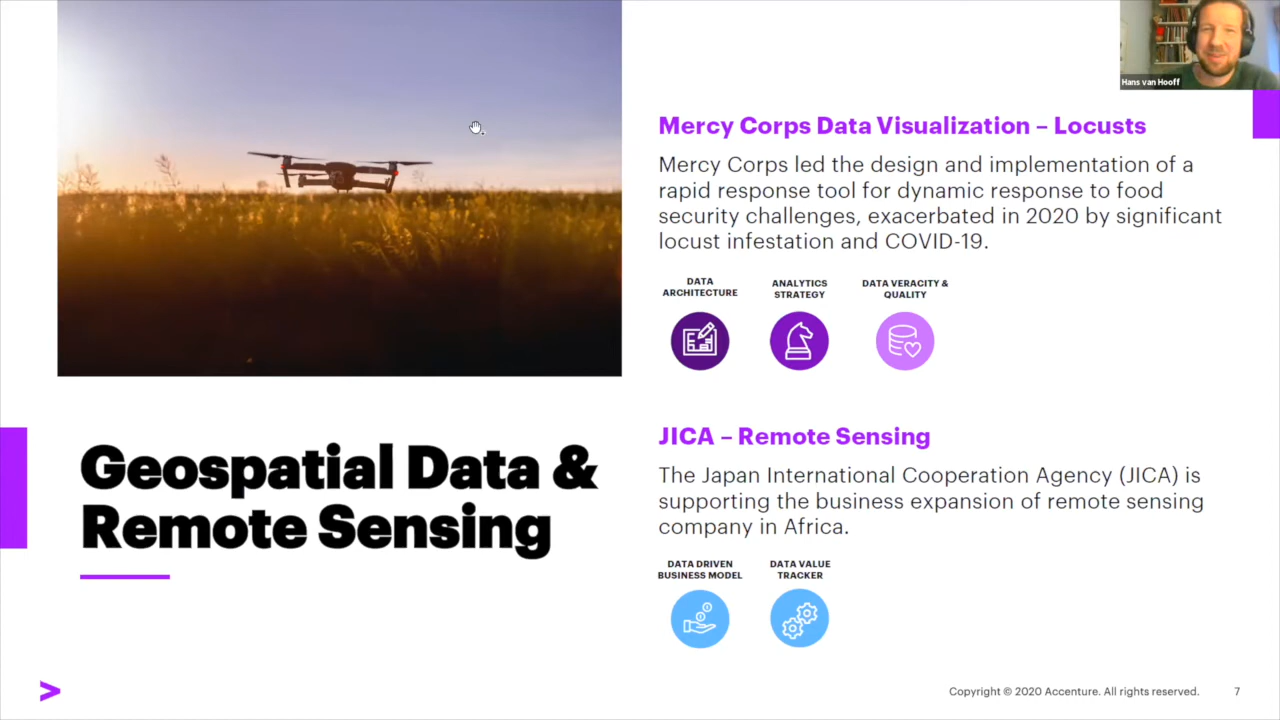 Hans van Hooff
Mercy Corps Data Visualization – Locusts
Mercy Corps led the design and implementation of a
rapid response tool for dynamic response to food
security challenges, exacerbated in 2020 by significant
locust infestation and COVID-19.
DATA
ARCHITECTURE
ANALYTICS
STRATEGY
DATA VERACITY &
QUALITY
Geospatial Data &
Remote Sensing
JICA – Remote Sensing
The Japan International Cooperation Agency (JICA) is
supporting the business expansion of remote sensing
company in Africa.
DATA DRIVEN
BUSINESS MODEL
DATA VALUE
TRACKER
Copyright © 2020 Accenture. All rights reserved.
7